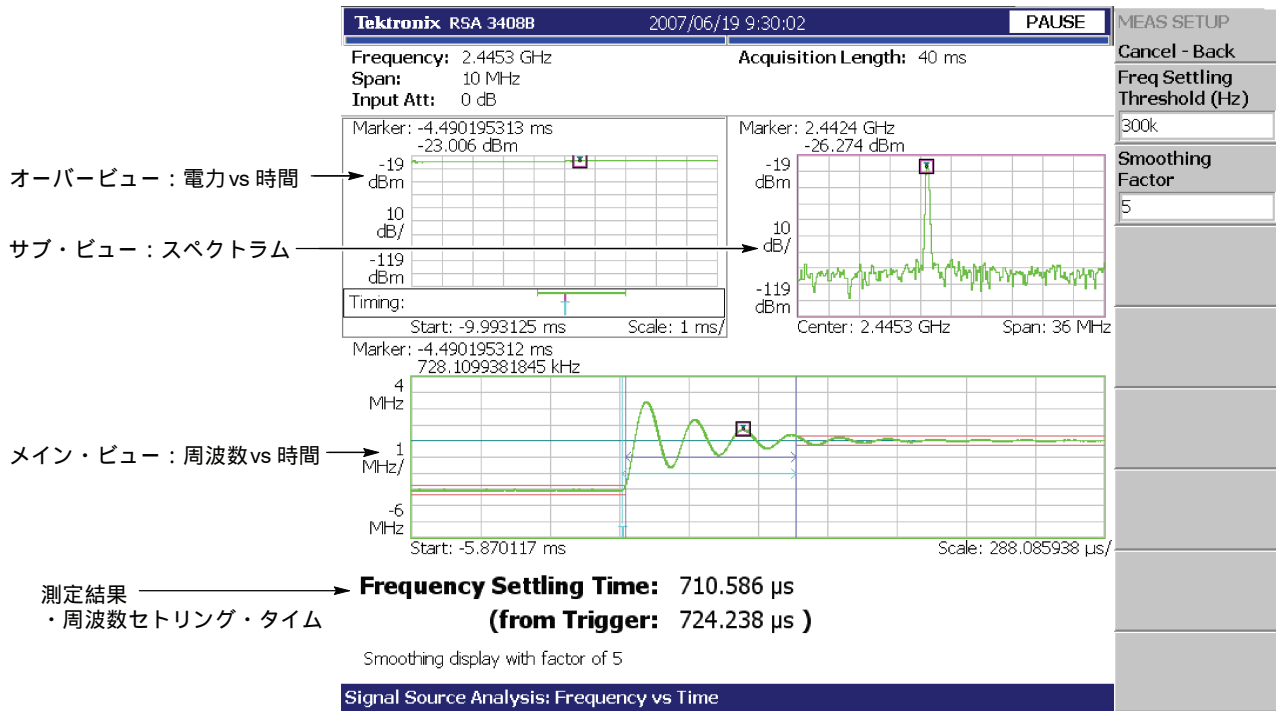 Tektronix RSA 3408B 2007/06/19 9:30:02 PAUSE
MEAS SETUP
Cancel - Back
Freq Settling
Threshold (Hz)
300k
Smoothing
Factor
5
Frequency: 2.4453 GHz
Span: 10 MHz
Input Att: 0 dB
Acquisition Length: 40 ms
オーバービュー：電力vs 時間
Marker: -4.490195313 ms
-23.006 dBm
-19
dBm
10
dB/
-119
dBm
Timing:
Start: -9.993125 ms Scale: 1 ms/
サブ・ビュー：スペクトラム
Marker: 2.4424 GHz
-26.274 dBm
-19
dBm
10
dB/
-119
dBm
Center: 2.4453 GHz Span: 36 MHz
メイン・ビュー：周波数vs 時間
Marker: -4.490195312 ms
728.1099381845 kHz
4
MHz
1
MHz/
-6
MHz
Start: -5.870117 ms Scale: 288.085938 µs/
測定結果
・周波数セトリング・タイム
Frequency Settling Time: 710.586 µs
(from Trigger: 724.238 µs )
Smoothing display with factor of 5
Signal Source Analysis: Frequency vs Time